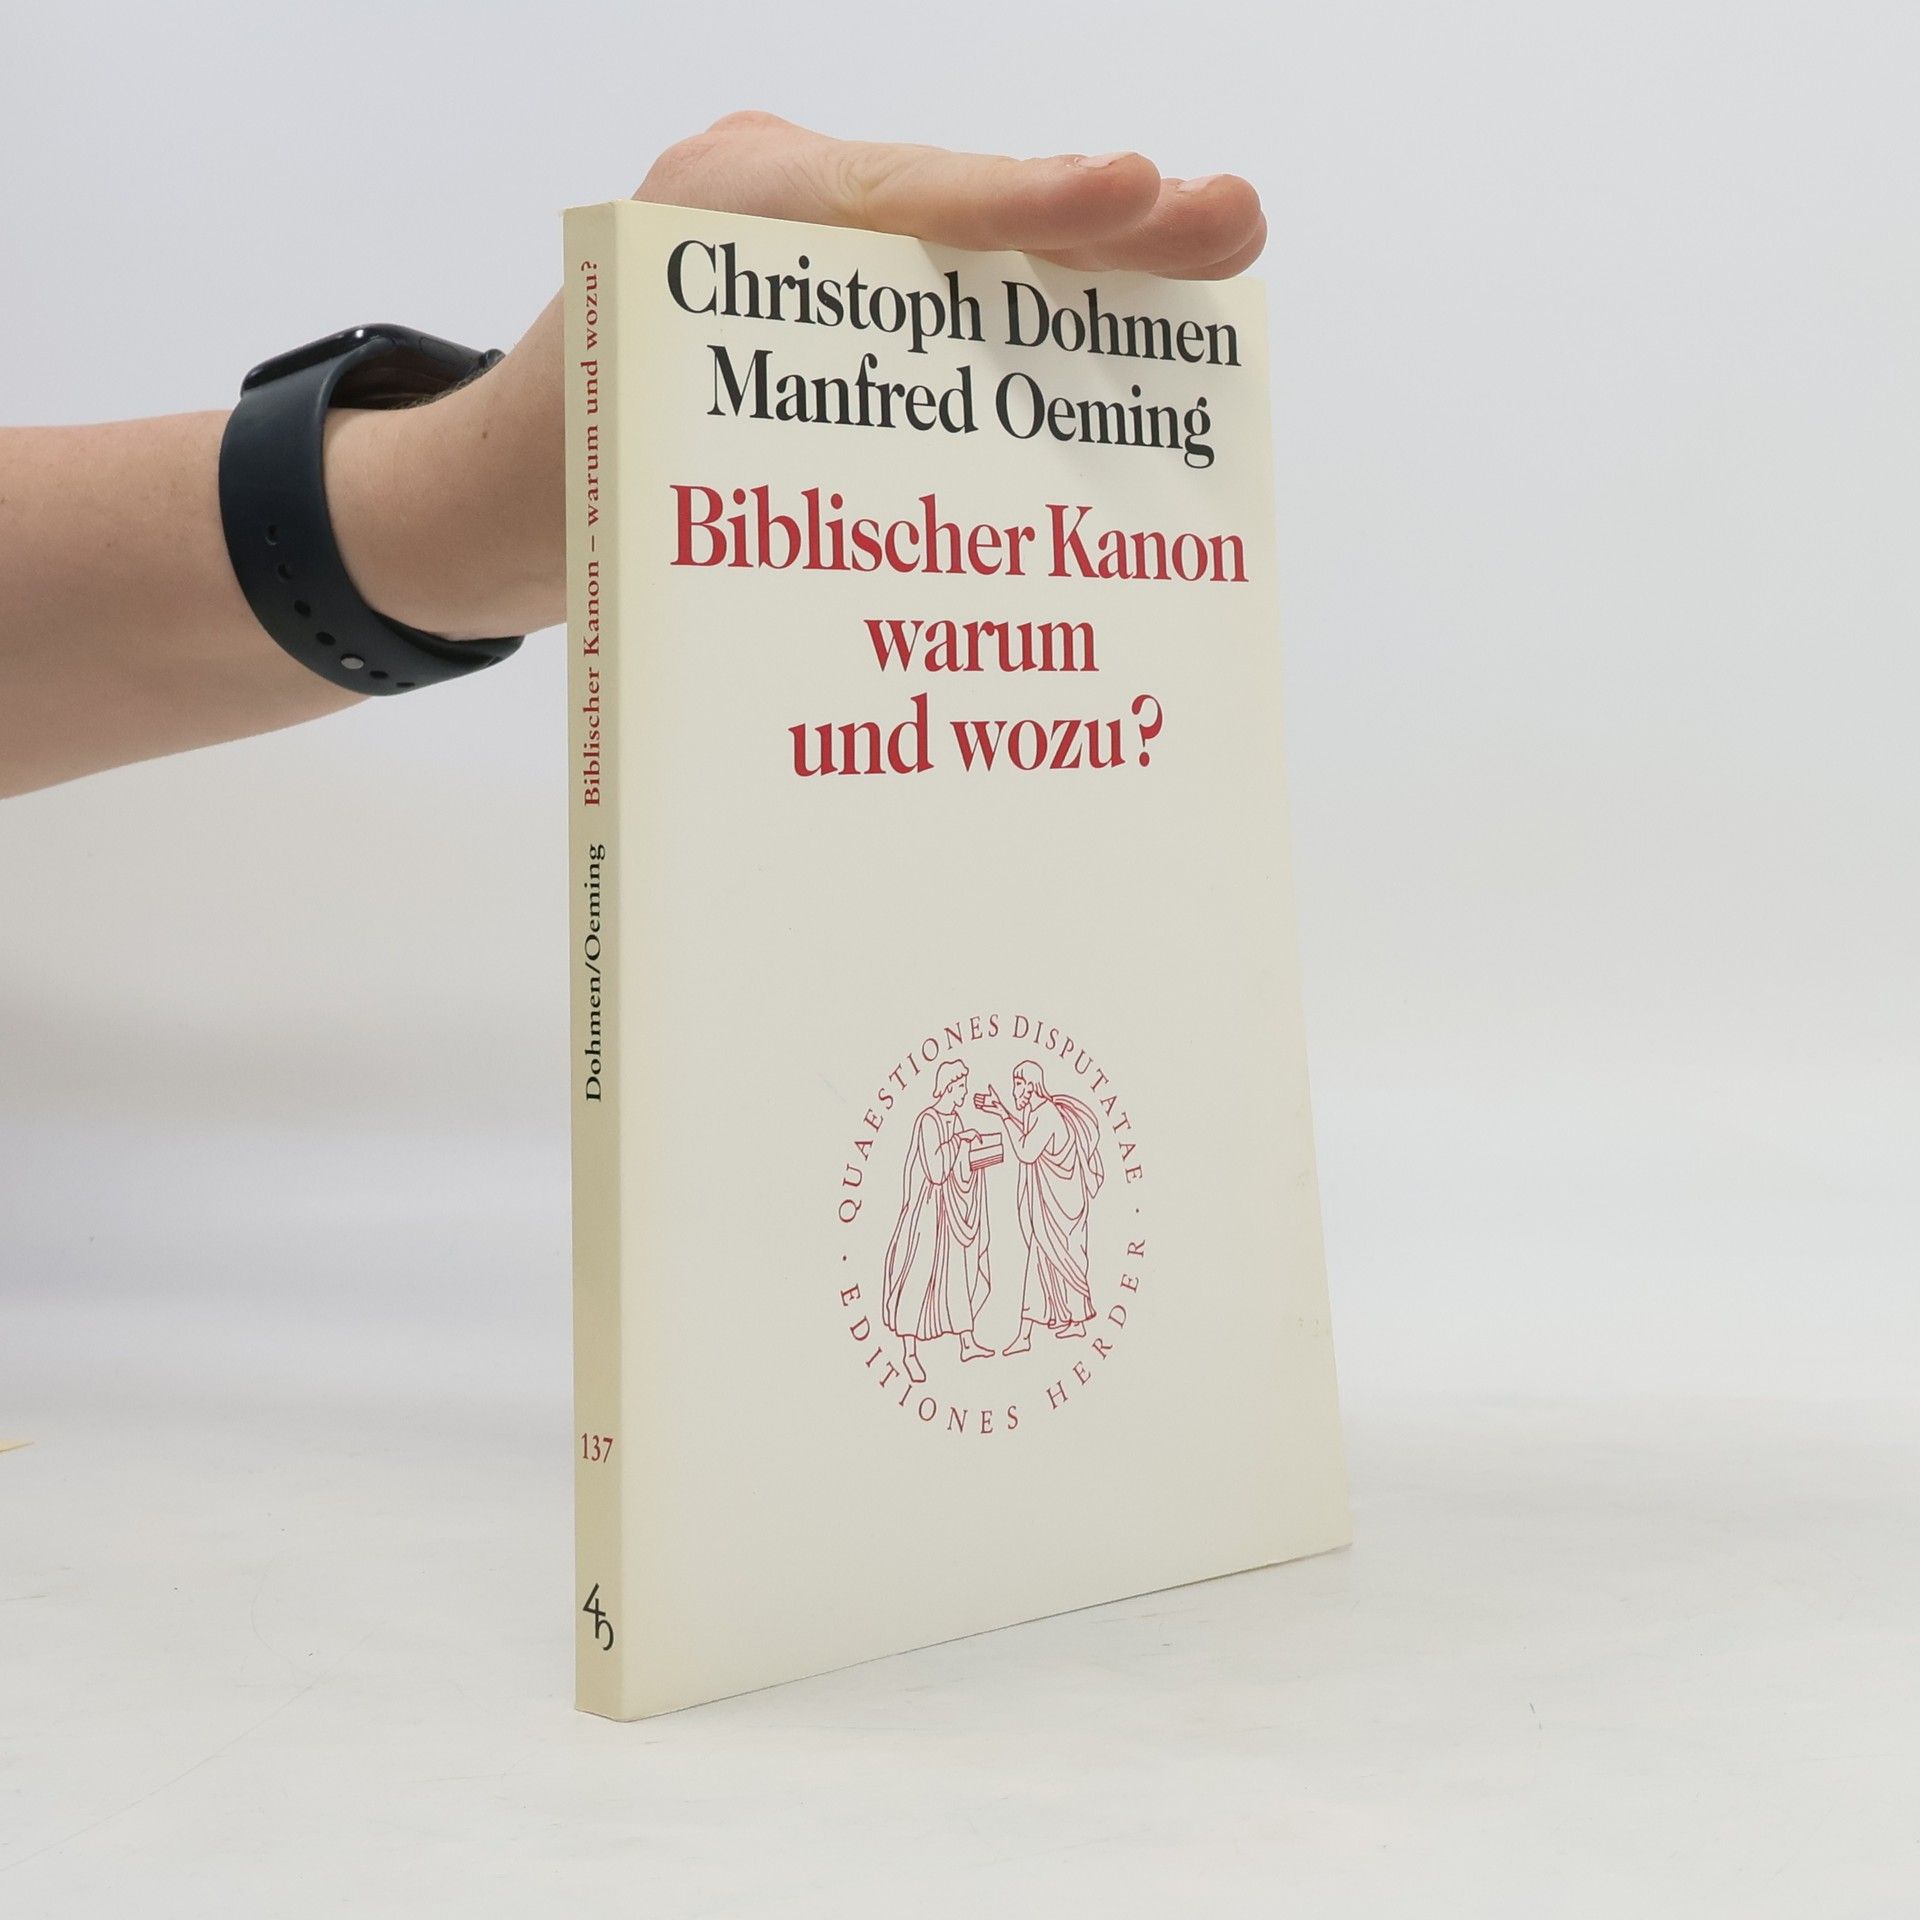 Christoph Dohmen
Manfred Oeming
Biblischer Kanon
warum
und wozu?
· QUAESTIONES DISPUTATAE ·
EDITIONES HERDER
Dohmen/Oeming Biblischer Kanon – warum und wozu?
137